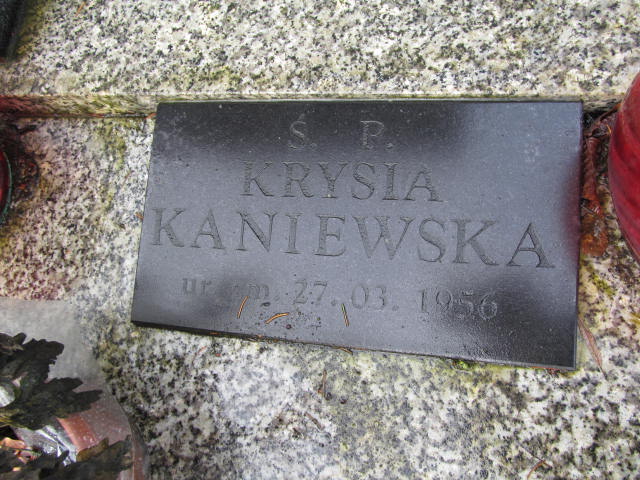 Ś. P.
KRYSIA
KANIEWSKA
ur. zm. 27. 03. 1956